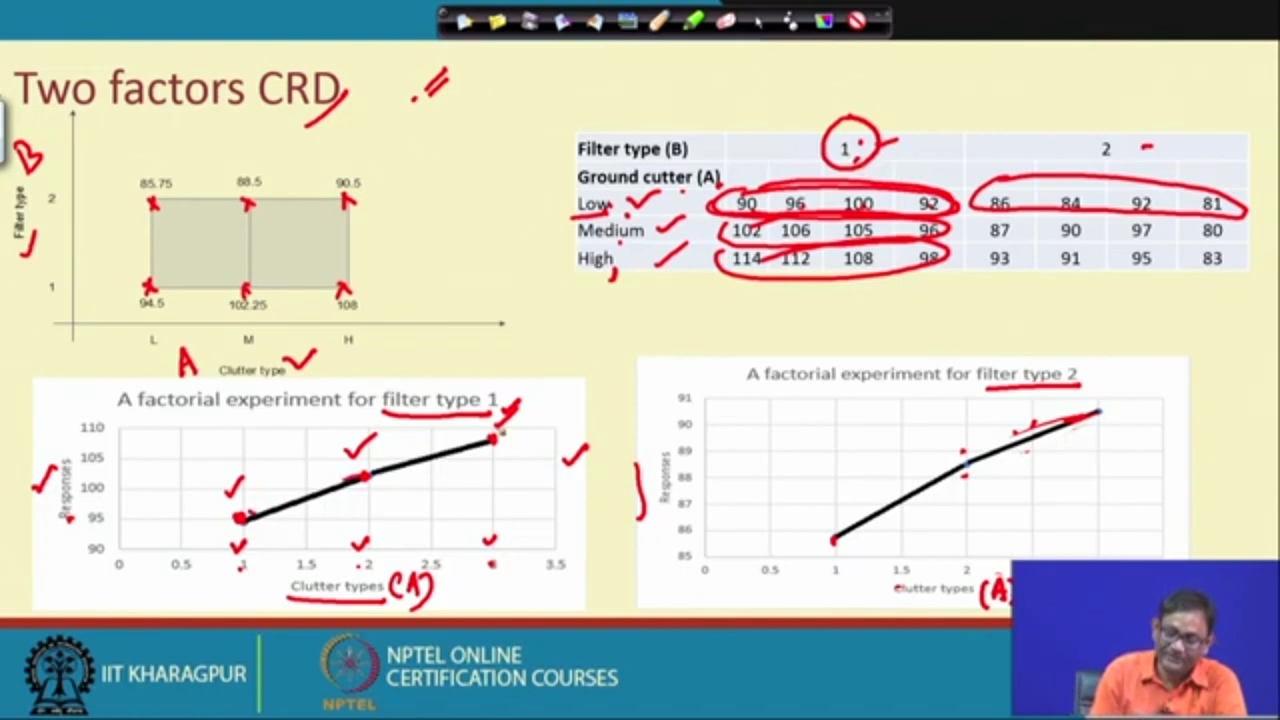 Two factors CRD
B
Filter type
85.75 88.5 90.5
2
1
94.5 102.25 108
L M H
A
Clutter type
Filter type (B) 1 2
Ground cutter (A)
Low 90 96 100 92 86 84 92 81
Medium 102 106 105 96 87 90 97 80
High 114 112 108 98 93 91 95 83
A factorial experiment for filter type 1
Responses
110
105
100
95
90
0 0.5 1 1.5 2 2.5 3 3.5
Clutter types (A)
A factorial experiment for filter type 2
Responses
91
90
89
88
87
86
85
0 0.5 1 1.5 2
Clutter types (A)
IIT KHARAGPUR
NPTEL
NPTEL ONLINE
CERTIFICATION COURSES